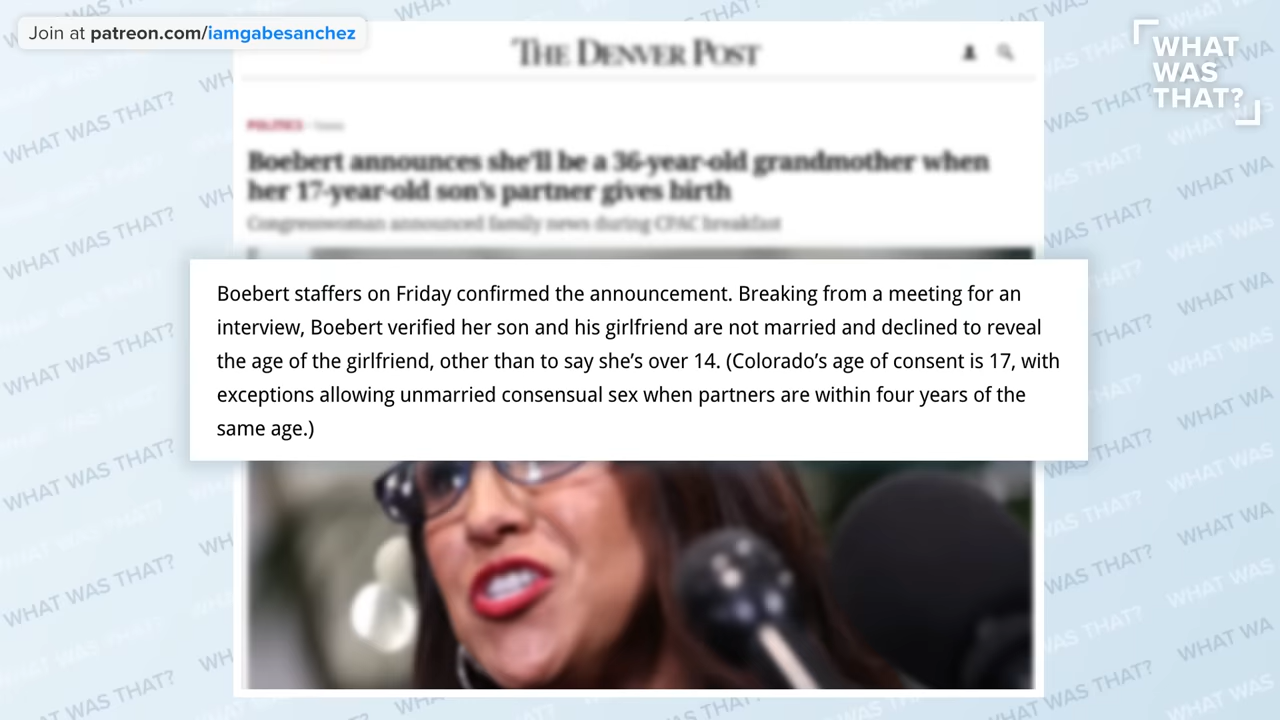 Join at patreon.com/iamgabesanchez
THE DENVER POST
WHAT
WAS
THAT?
POLITICS
Boebert announces she'll be a 36-year-old grandmother when
her 17-year-old son's partner gives birth
Congresswoman announced family news during CPAC breakfast
Boebert staffers on Friday confirmed the announcement. Breaking from a meeting for an
interview, Boebert verified her son and his girlfriend are not married and declined to reveal
the age of the girlfriend, other than to say she’s over 14. (Colorado’s age of consent is 17, with
exceptions allowing unmarried consensual sex when partners are within four years of the
same age.)